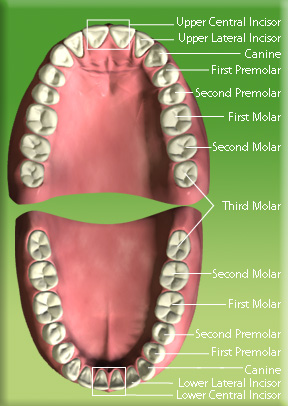 Upper Central Incisor
Upper Lateral Incisor
Canine
First Premolar
Second Premolar
First Molar
Second Molar
Third Molar
Second Molar
First Molar
Second Premolar
First Premolar
Canine
Lower Lateral Incisor
Lower Central Incisor